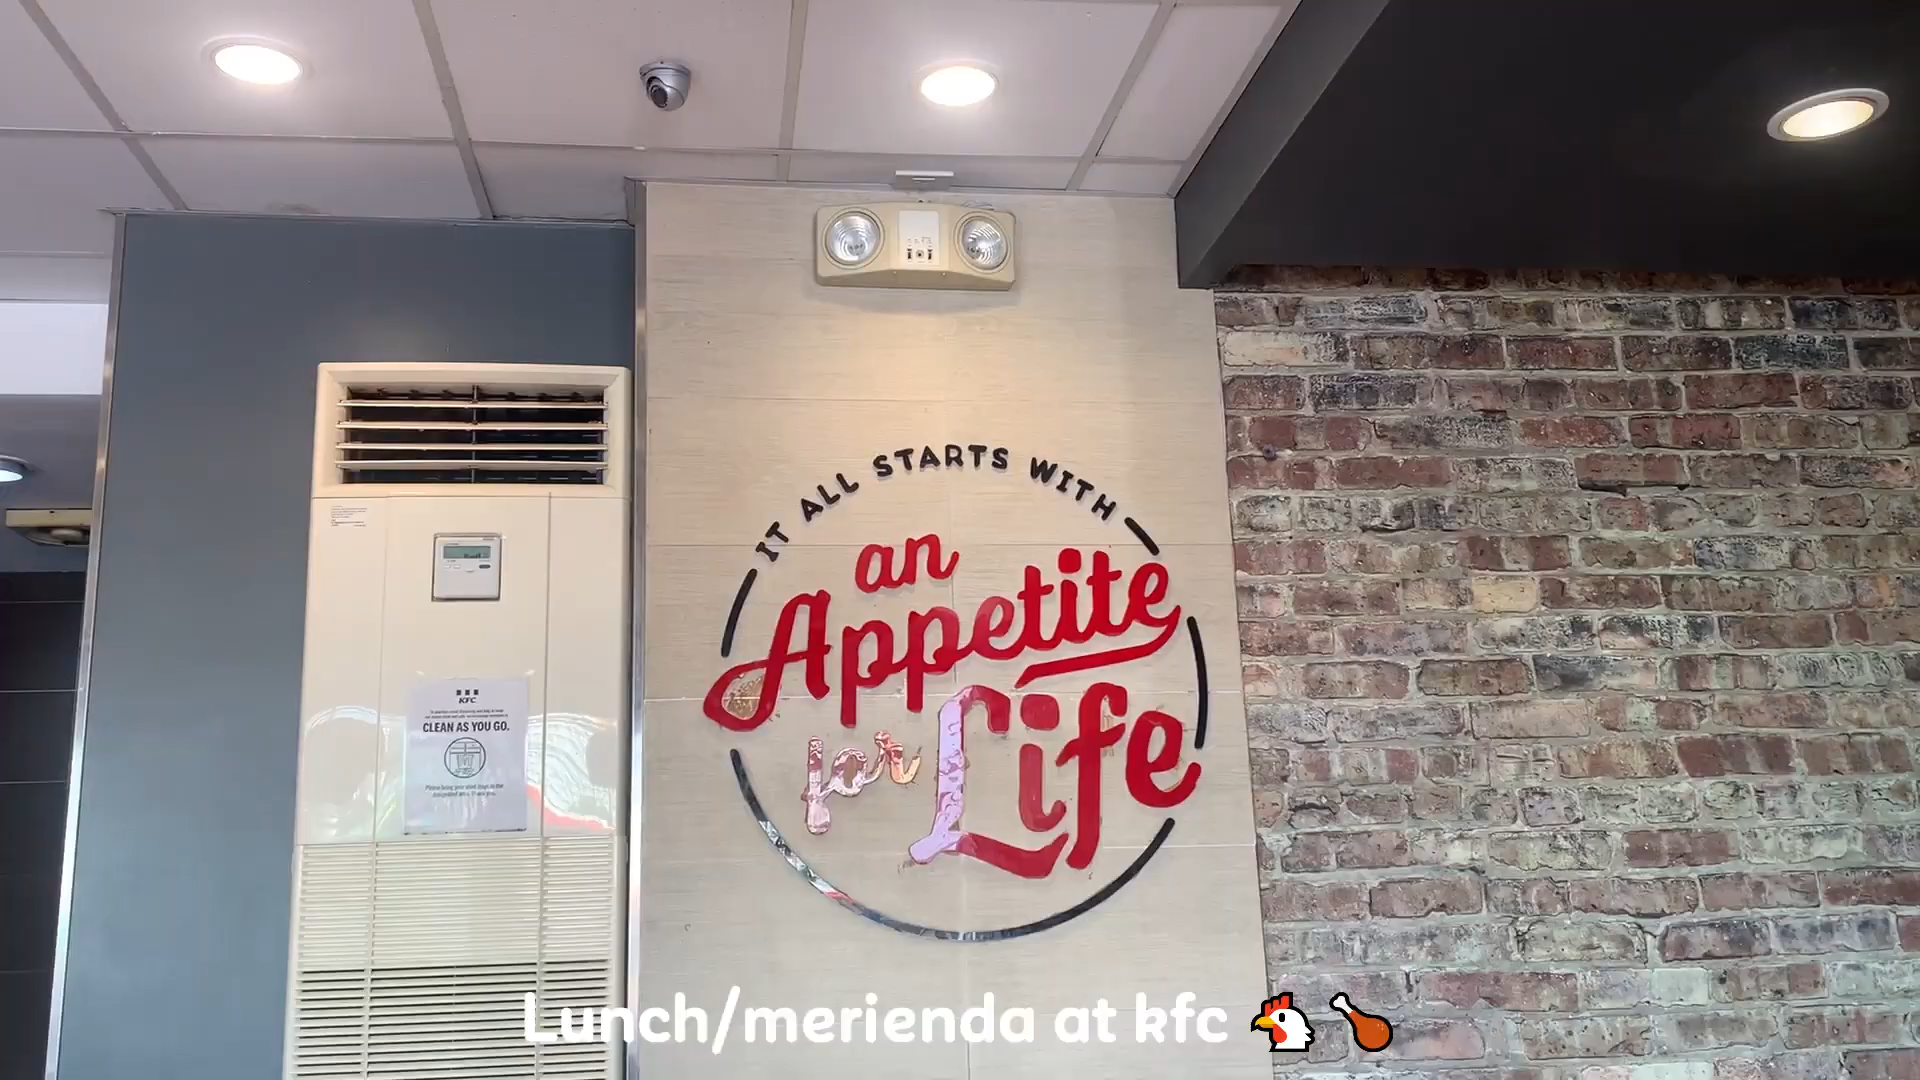 IT ALL STARTS WITH
an
Appetite
for Life
KFC
CLEAN AS YOU GO.
Lunch/merienda at kfc 🐔 🍗